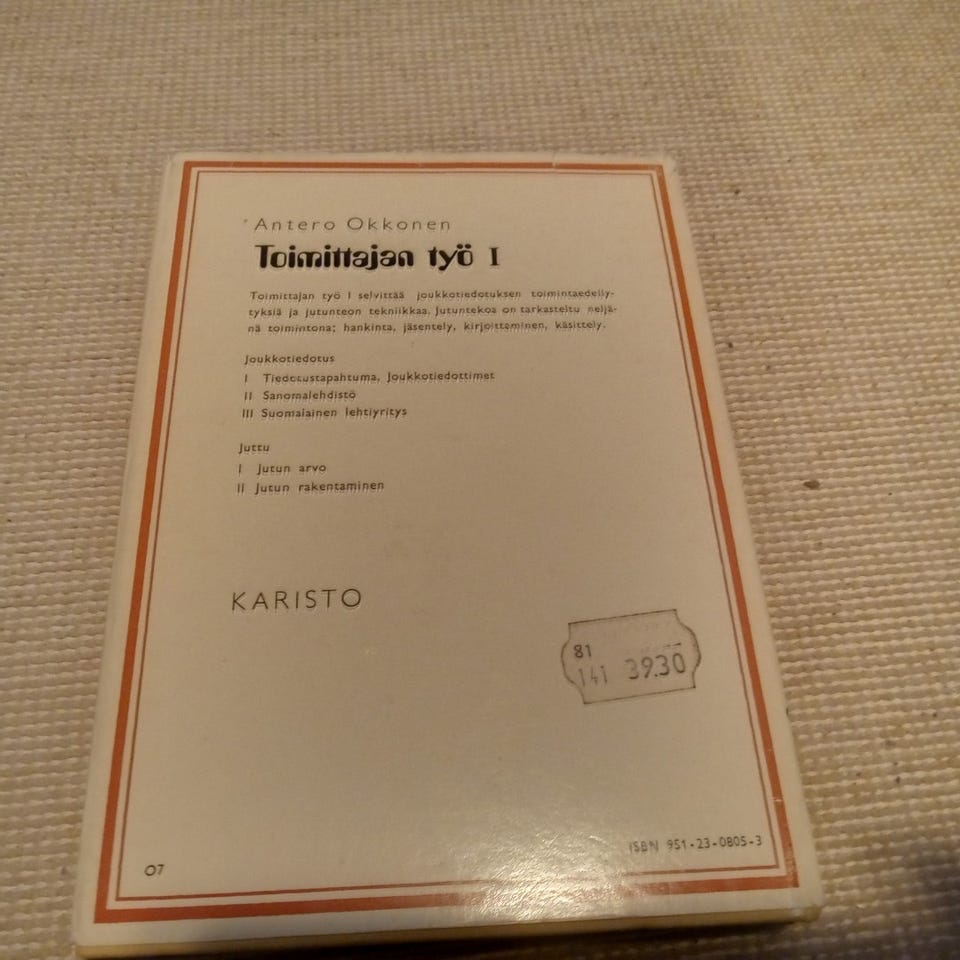 Antero Okkonen
Toimittajan työ I
Toimittajan työ I selvittää joukkotiedotuksen toimintaedelly-
tyksiä ja jutunteon tekniikkaa. Jutuntekoa on tarkasteltu neljä-
nä toimintona: hankinta, jäsentely, kirjoittaminen, käsittely.
Joukkotiedotus
I Tiedotustapahtuma, Joukkotiedottimet
II Sanomalehdistö
III Suomalainen lehtiyritys
Juttu
I Jutun arvo
II Jutun rakentaminen
KARISTO
81
141 39.30
ISBN 951-23-0805-3
07